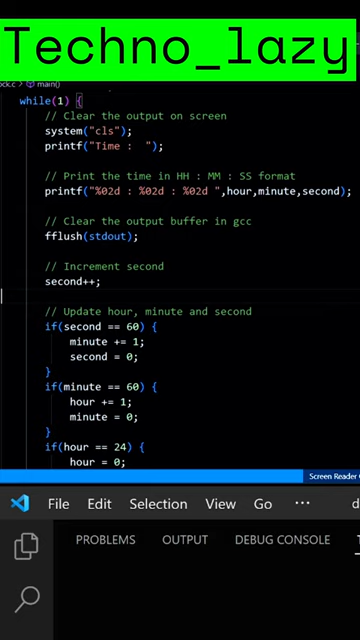 Techno_lazy
ock.c > main()
while(1) {
// Clear the output on screen
system("cls");
printf("Time :  ");
// Print the time in HH : MM : SS format
printf("%02d : %02d : %02d ",hour,minute,second);
// Clear the output buffer in gcc
fflush(stdout);
// Increment second
second++;
// Update hour, minute and second
if(second == 60) {
minute += 1;
second = 0;
}
if(minute == 60) {
hour += 1;
minute = 0;
}
if(hour == 24) {
hour = 0;
Screen Reader
File Edit Selection View Go ··· d
PROBLEMS OUTPUT DEBUG CONSOLE